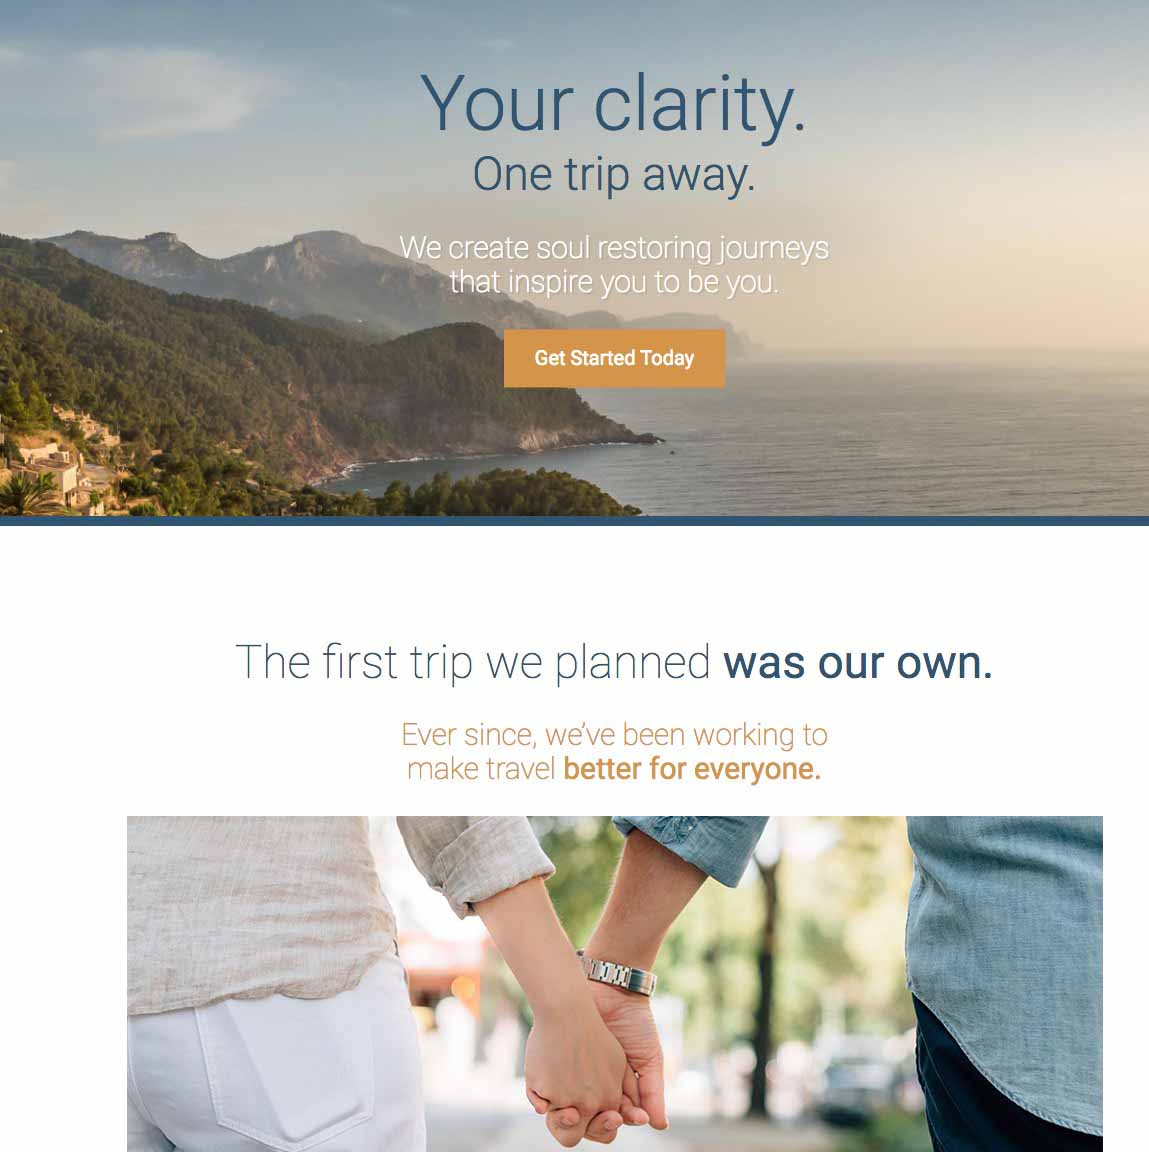 Your clarity.
One trip away.
We create soul restoring journeys
that inspire you to be you.
Get Started Today
The first trip we planned was our own.
Ever since, we’ve been working to
make travel better for everyone.